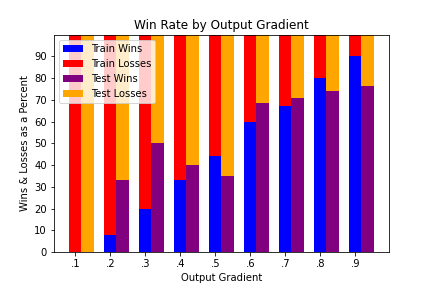 Win Rate by Output Gradient
Wins & Losses as a Percent
90
80
70
60
50
40
30
20
10
0
Train Wins
Train Losses
Test Wins
Test Losses
.1 .2 .3 .4 .5 .6 .7 .8 .9
Output Gradient